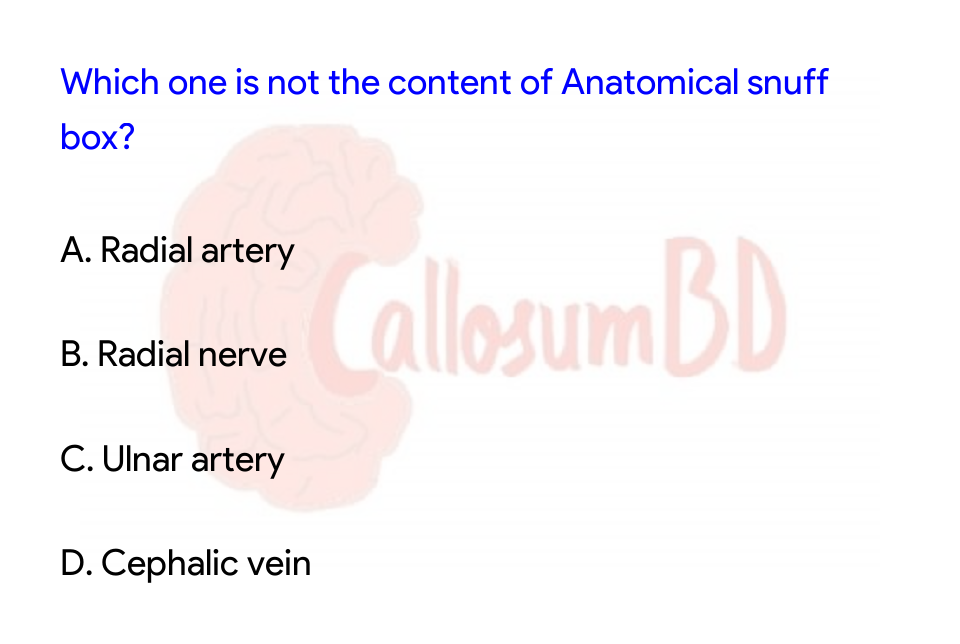 Which one is not the content of Anatomical snuff
box?
A. Radial artery
CallosumBD
B. Radial nerve
C. Ulnar artery
D. Cephalic vein